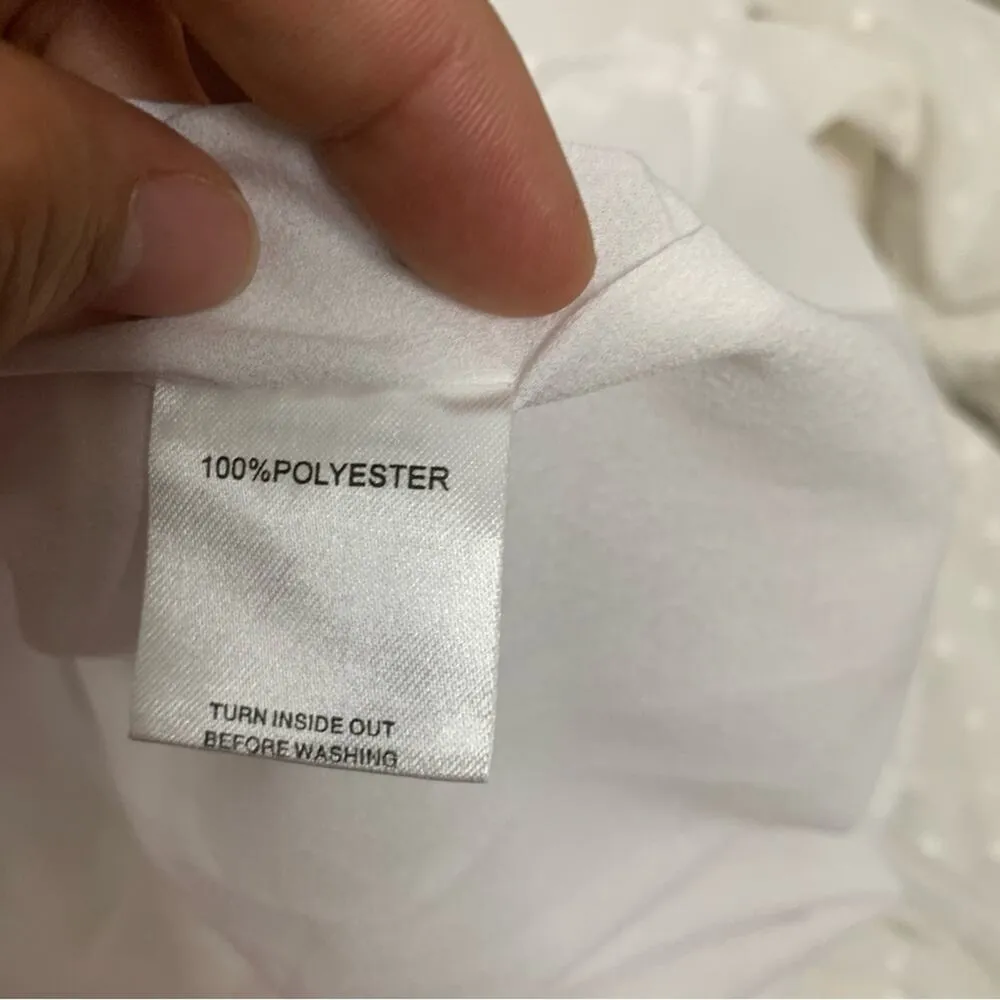 100%POLYESTER
TURN INSIDE OUT
BEFORE WASHING